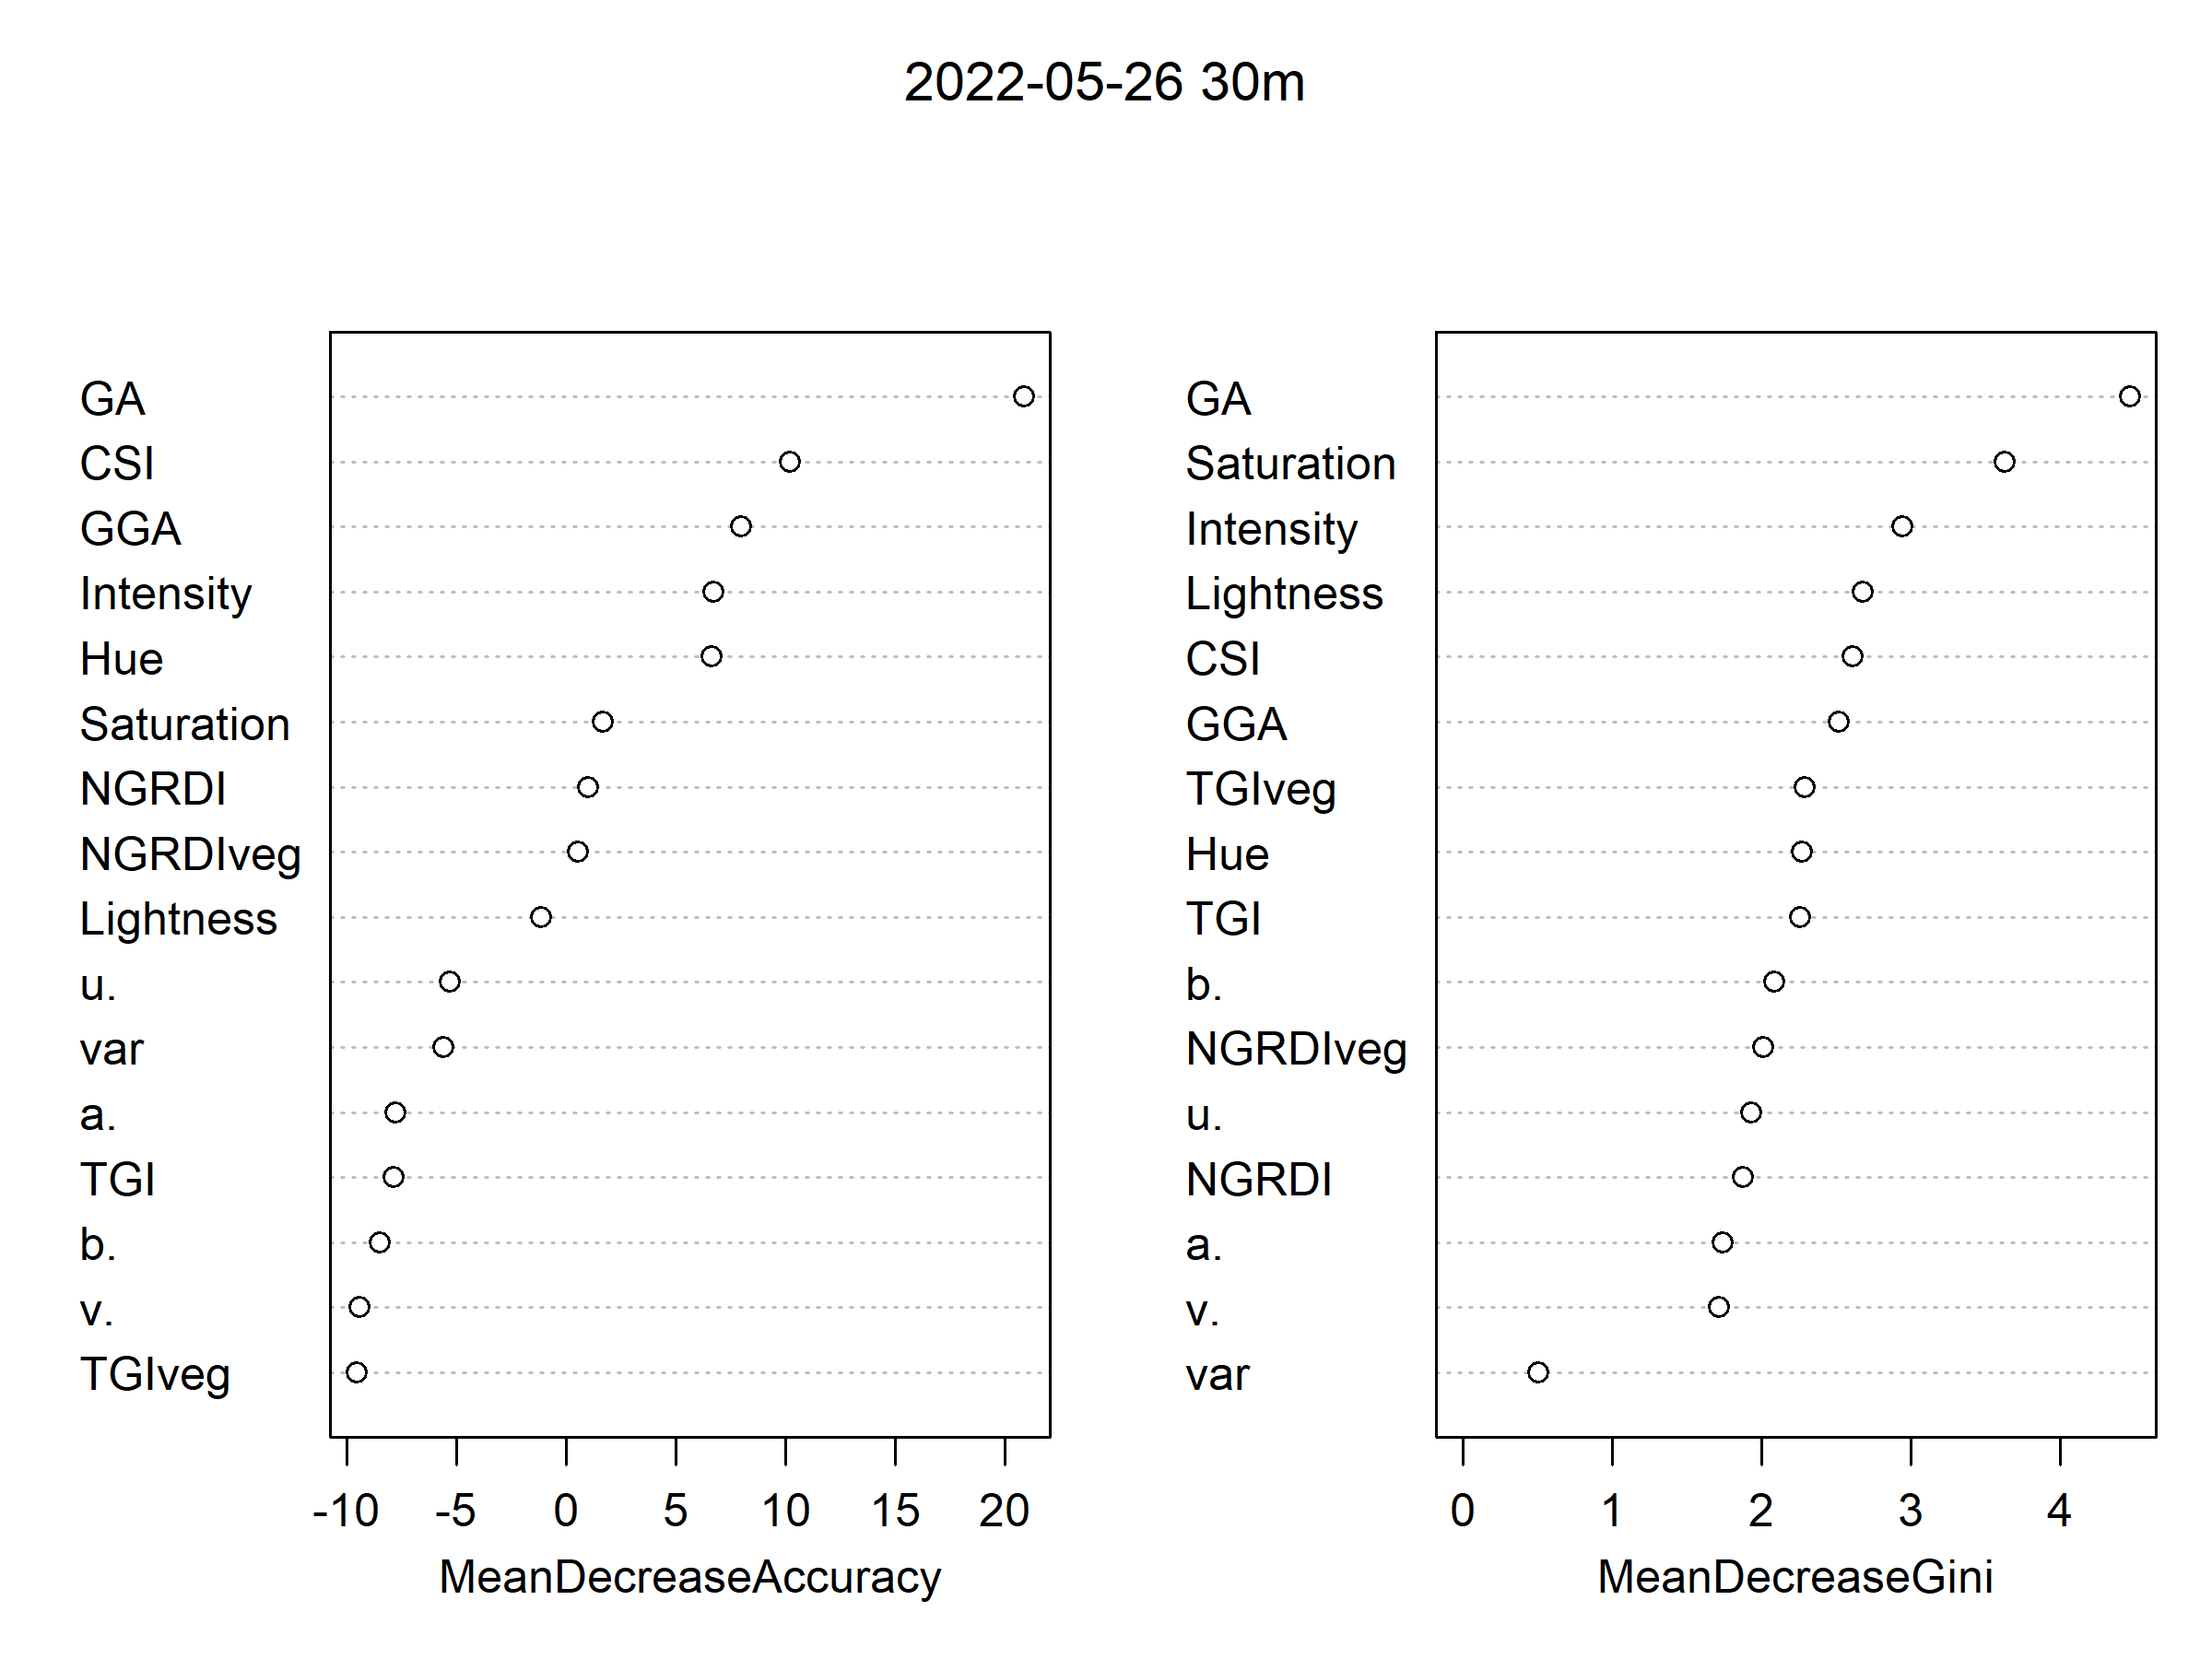 2022-05-26 30m
GA
CSI
GGA
Intensity
Hue
Saturation
NGRDI
NGRDIveg
Lightness
u.
var
a.
TGI
b.
v.
TGIveg
-10 -5 0 5 10 15 20
MeanDecreaseAccuracy
GA
Saturation
Intensity
Lightness
CSI
GGA
TGIveg
Hue
TGI
b.
NGRDIveg
u.
NGRDI
a.
v.
var
0 1 2 3 4
MeanDecreaseGini